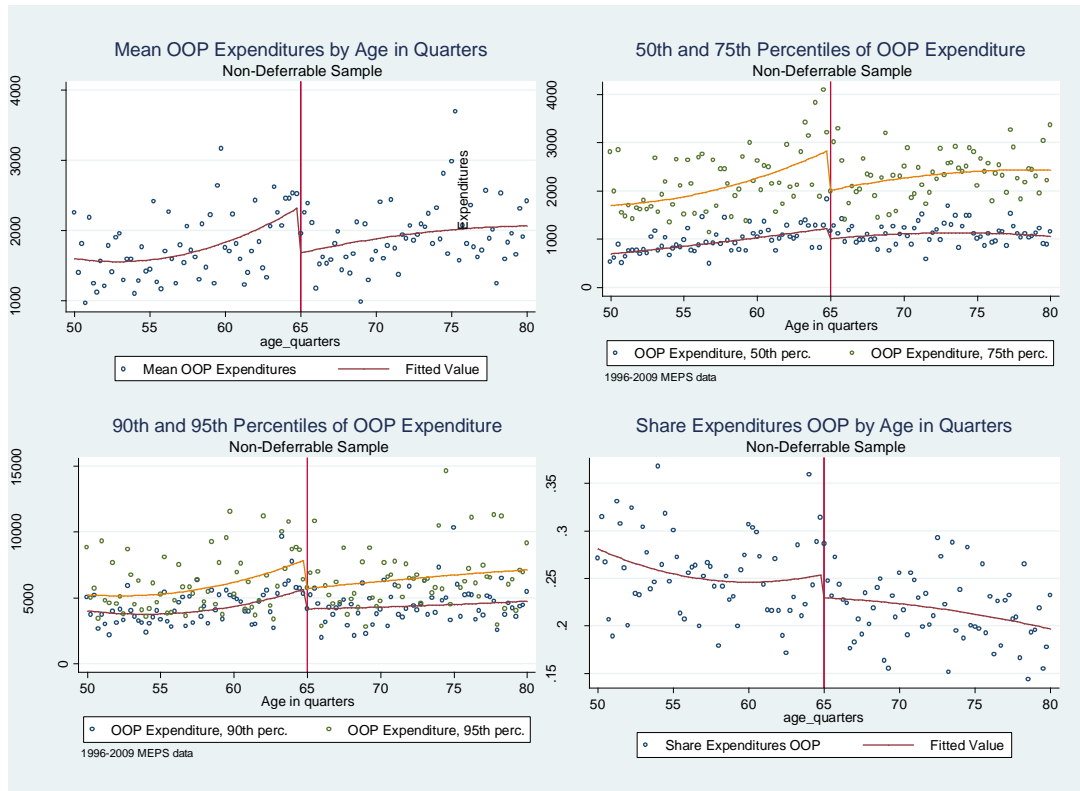 Mean OOP Expenditures by Age in Quarters
Non-Deferrable Sample
4000
3000
2000
1000
Expenditures
50 55 60 65 70 75 80
age_quarters
Mean OOP Expenditures Fitted Value
50th and 75th Percentiles of OOP Expenditure
Non-Deferrable Sample
4000
3000
2000
1000
0
50 60 70 80
Age in quarters
OOP Expenditure, 50th perc. OOP Expenditure, 75th perc.
1996-2009 MEPS data
90th and 95th Percentiles of OOP Expenditure
Non-Deferrable Sample
15000
10000
5000
0
50 55 60 65 70 75 80
Age in quarters
OOP Expenditure, 90th perc. OOP Expenditure, 95th perc.
1996-2009 MEPS data
Share Expenditures OOP by Age in Quarters
Non-Deferrable Sample
.35
.3
.25
.2
.15
50 55 60 65 70 75 80
age_quarters
Share Expenditures OOP Fitted Value